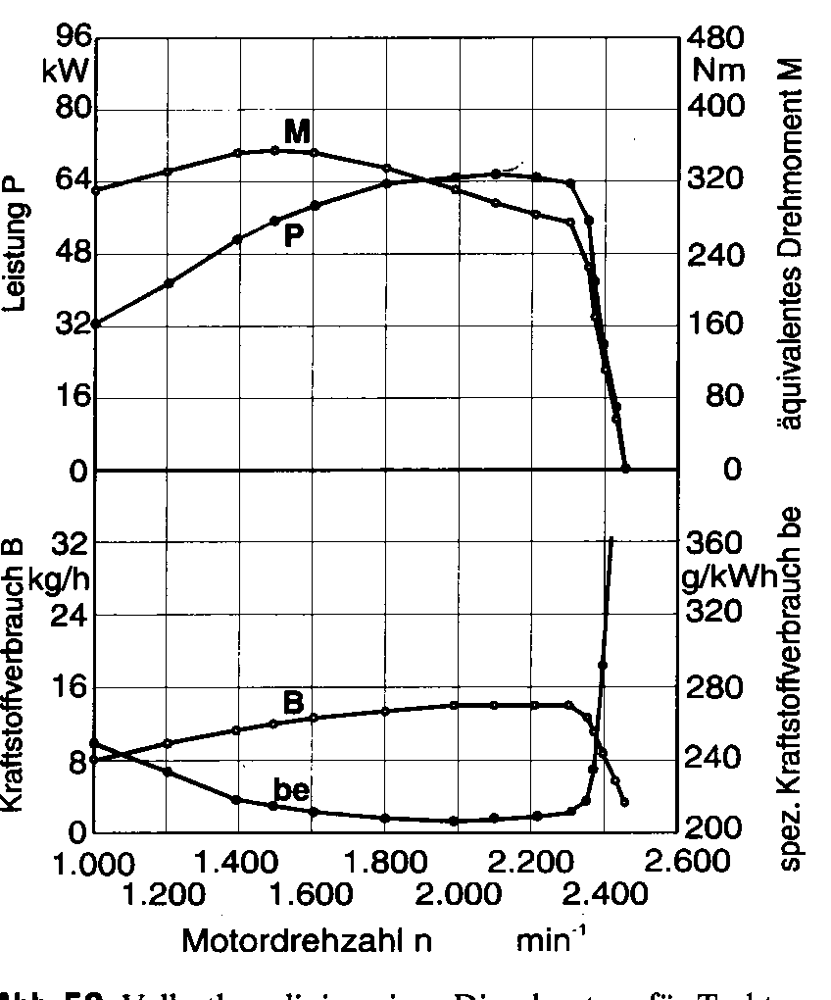 96 480
kW Nm
80 400
M
64 320
P
48 240
32 160
16 80
0 0
Leistung P
äquivalentes Drehmoment M
32 360
kg/h g/kWh
24 320
16 280
B
8 240
be
0 200
Kraftstoffverbrauch B
spez. Kraftstoffverbrauch be
1.000 1.400 1.800 2.200 2.600
1.200 1.600 2.000 2.400
Motordrehzahl n min-1